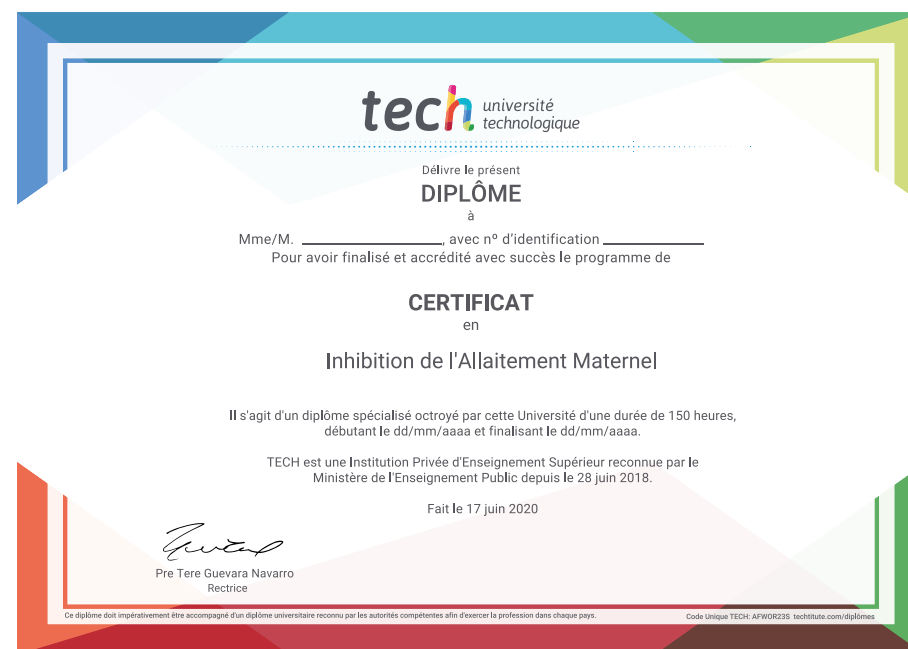 tech université
technologique
Délivre le présent
DIPLÔME
à
Mme/M. ____________________, avec nº d'identification ______________
Pour avoir finalisé et accrédité avec succès le programme de
CERTIFICAT
en
Inhibition de l'Allaitement Maternel
Il s'agit d'un diplôme spécialisé octroyé par cette Université d'une durée de 150 heures,
débutant le dd/mm/aaaa et finalisant le dd/mm/aaaa.
TECH est une Institution Privée d'Enseignement Supérieur reconnue par le
Ministère de l'Enseignement Public depuis le 28 juin 2018.
Fait le 17 juin 2020
Pre Tere Guevara Navarro
Rectrice
Ce diplôme doit impérativement être accompagné d'un diplôme universitaire reconnu par les autorités compétentes afin d'exercer la profession dans chaque pays.
Code Unique TECH: AFWOR23S techtitute.com/diplômes